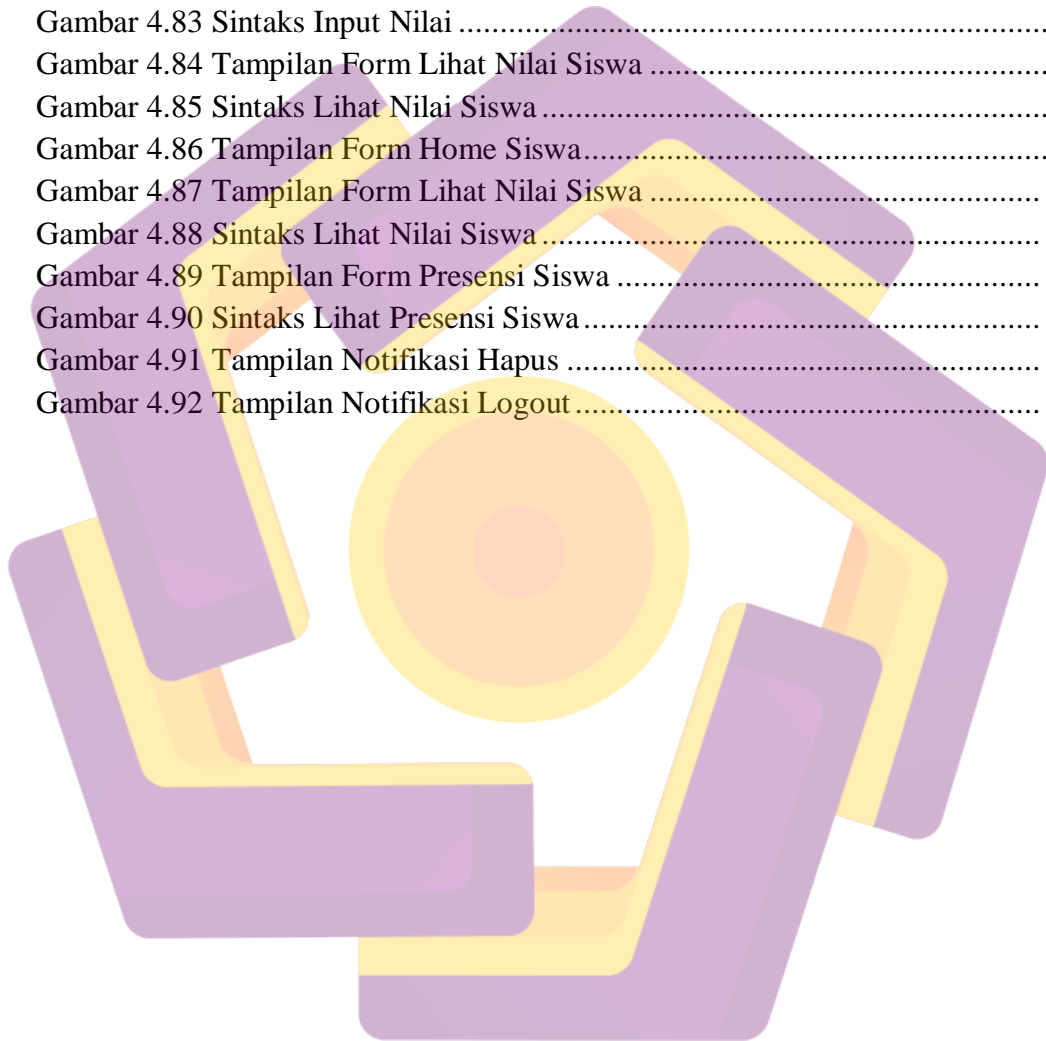 Gambar 4.83 Sintaks Input Nilai ........................................................................
Gambar 4.84 Tampilan Form Lihat Nilai Siswa ................................................
Gambar 4.85 Sintaks Lihat Nilai Siswa .............................................................
Gambar 4.86 Tampilan Form Home Siswa........................................................
Gambar 4.87 Tampilan Form Lihat Nilai Siswa ...............................................
Gambar 4.88 Sintaks Lihat Nilai Siswa ............................................................
Gambar 4.89 Tampilan Form Presensi Siswa ...................................................
Gambar 4.90 Sintaks Lihat Presensi Siswa .......................................................
Gambar 4.91 Tampilan Notifikasi Hapus .........................................................
Gambar 4.92 Tampilan Notifikasi Logout ........................................................